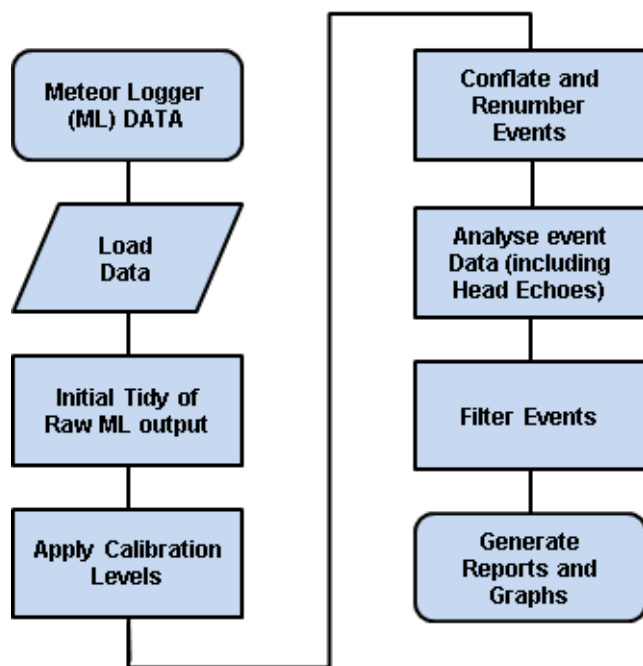 Meteor Logger
(ML) DATA
Load
Data
Initial Tidy of
Raw ML output
Apply Calibration
Levels
Conflate and
Renumber
Events
Analyse event
Data (including
Head Echoes)
Filter Events
Generate
Reports and
Graphs